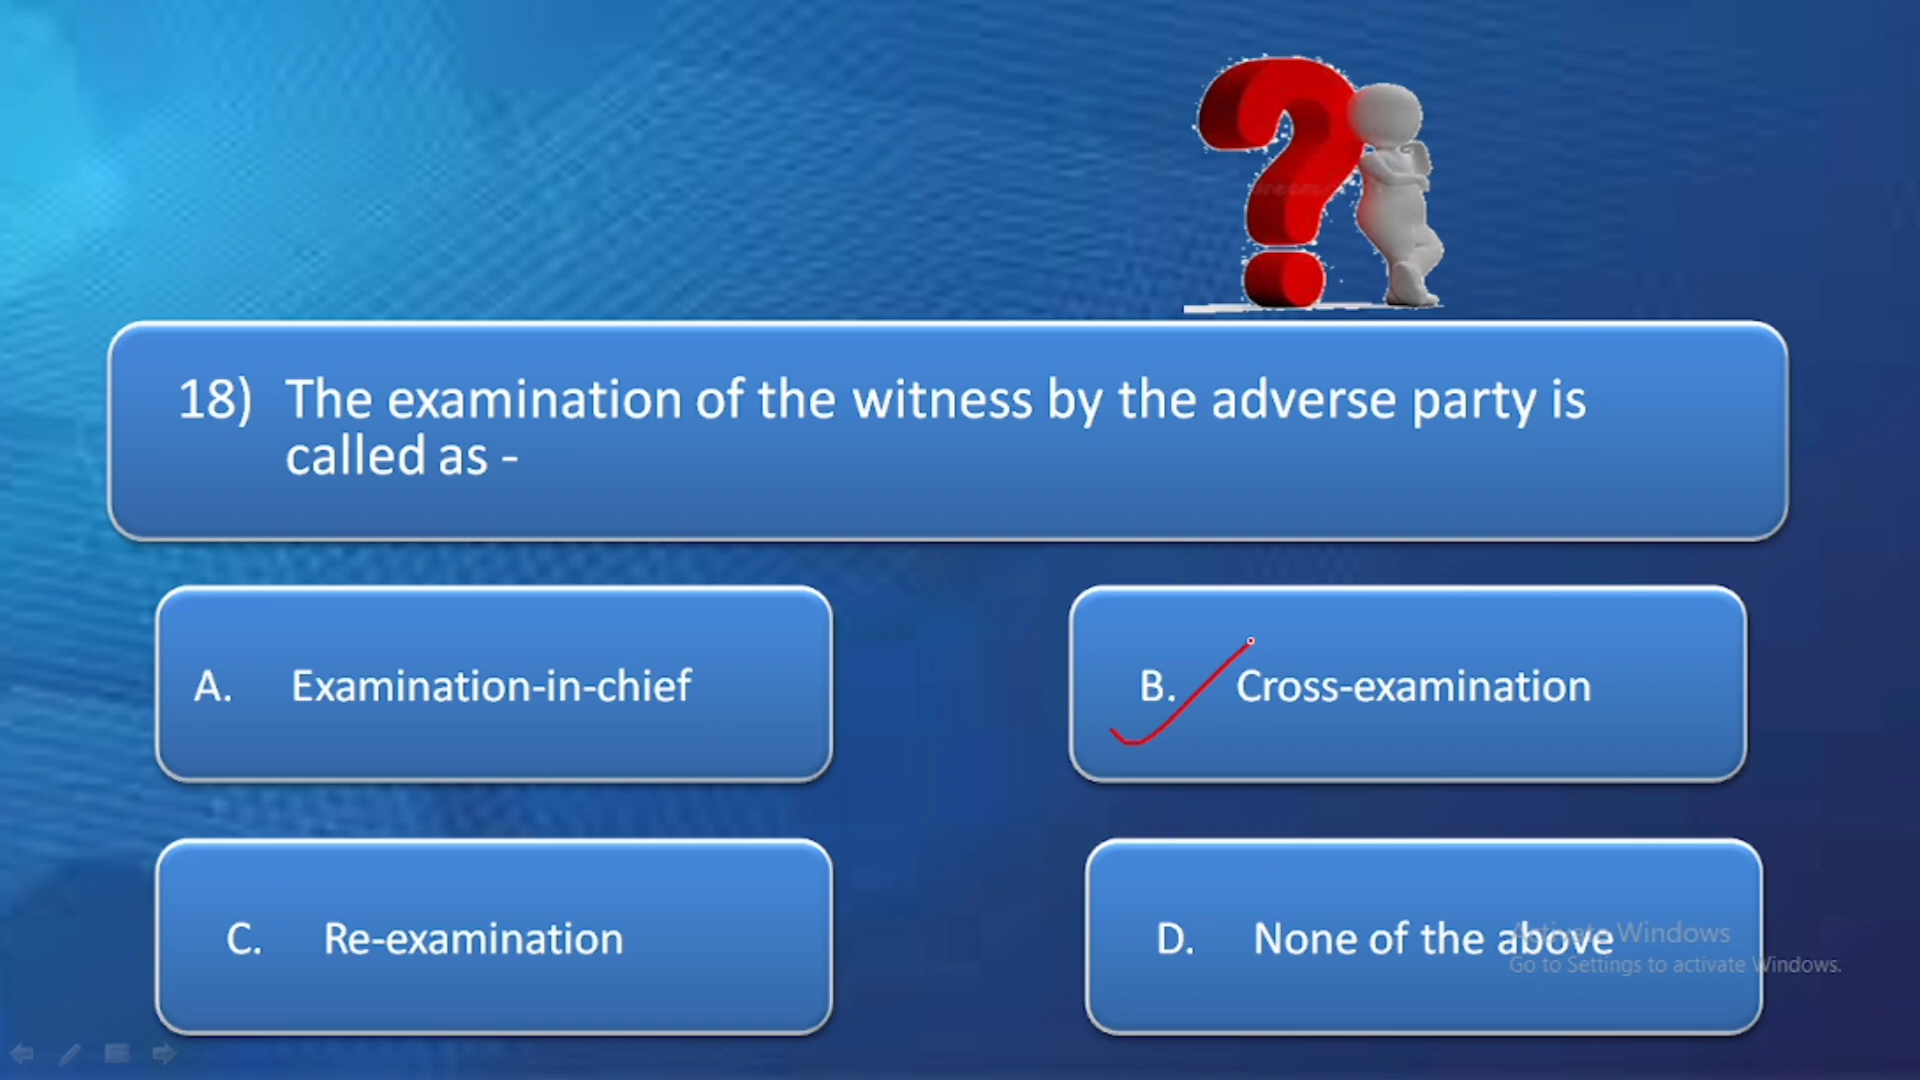 18) The examination of the witness by the adverse party is
called as -
A. Examination-in-chief
B. Cross-examination
C. Re-examination
D. None of the above
Activate Windows
Go to Settings to activate Windows.